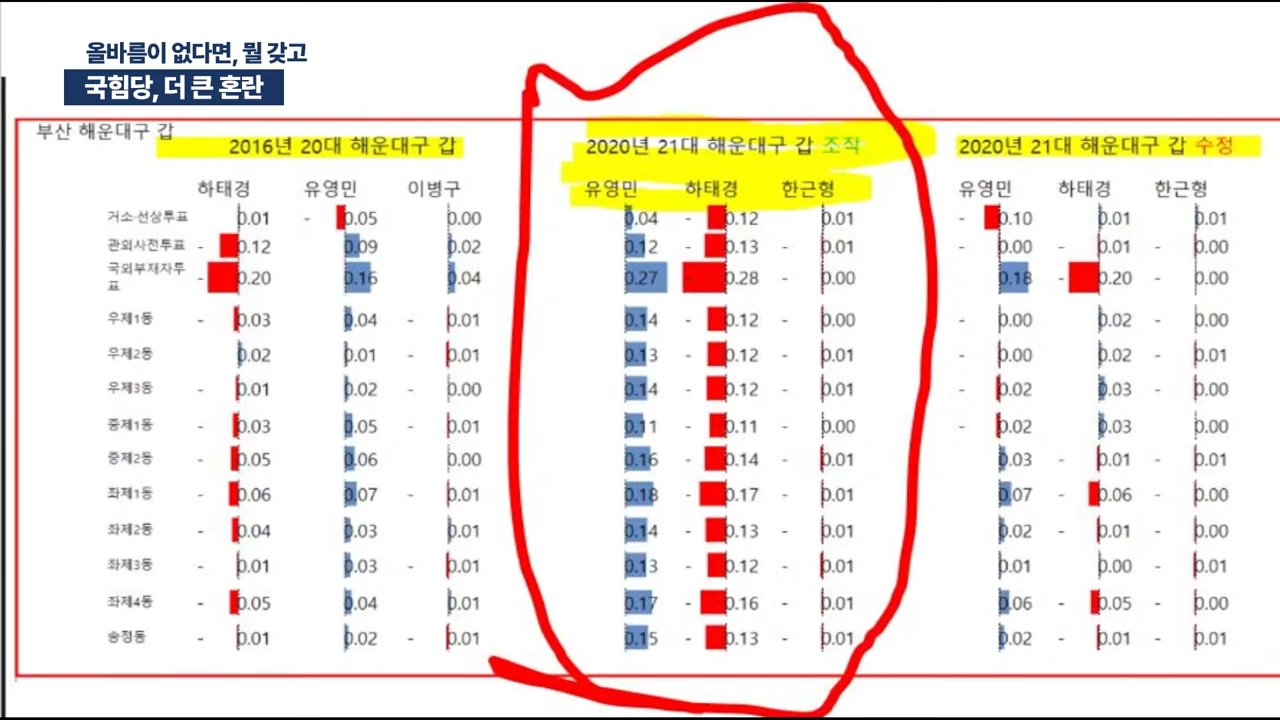 올바름이 없다면, 뭘 갖고
국힘당, 더 큰 혼란
부산 해운대구 갑
2016년 20대 해운대구 갑 2020년 21대 해운대구 갑 조작 2020년 21대 해운대구 갑 수정
하태경 유영민 이병구 유영민 하태경 한근형 유영민 하태경 한근형
거소·선상투표 0.01 - 0.05 0.00 0.04 - 0.12 - 0.01 - 0.10 0.01 0.01
관외사전투표 - 0.12 0.09 0.02 0.12 - 0.13 - 0.01 - 0.00 - 0.01 - 0.00
국외부재자투
표 - 0.20 0.16 0.04 0.27 - 0.28 - 0.00 0.18 - 0.20 - 0.00
우제1동 - 0.03 0.04 - 0.01 0.14 - 0.12 - 0.00 - 0.00 0.02 - 0.00
우제2동 0.02 0.01 - 0.01 0.13 - 0.12 - 0.01 - 0.00 0.02 - 0.01
우제3동 - 0.01 0.02 - 0.00 0.14 - 0.12 - 0.01 - 0.02 0.03 - 0.01
중제1동 - 0.03 0.05 - 0.01 0.11 - 0.11 - 0.00 - 0.02 0.03 - 0.00
중제2동 - 0.05 0.06 0.00 0.16 - 0.14 - 0.01 0.03 - 0.01 - 0.01
좌제1동 - 0.06 0.07 - 0.01 0.18 - 0.17 - 0.01 0.07 - 0.06 - 0.00
좌제2동 - 0.04 0.03 0.01 0.14 - 0.13 - 0.01 0.02 - 0.01 - 0.00
좌제3동 - 0.01 0.03 - 0.01 0.13 - 0.12 - 0.01 0.01 - 0.00 - 0.01
좌제4동 - 0.05 0.04 0.01 0.17 - 0.16 - 0.01 0.06 - 0.05 - 0.00
송정동 - 0.01 0.02 - 0.01 0.15 - 0.13 - 0.01 0.02 - 0.01 - 0.01